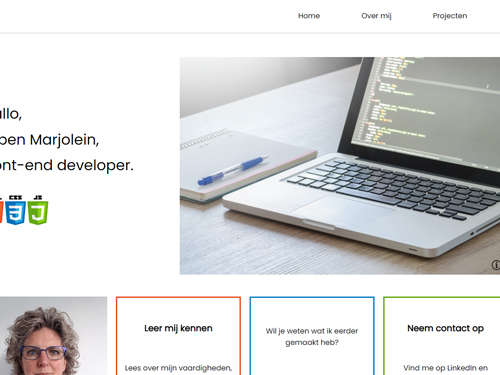 Home Over mij Projecten
allo,
ben Marjolein,
ont-end developer.
CSS JS
Leer mij kennen
Lees over mijn vaardigheden,
Wil je weten wat ik eerder
gemaakt heb?
Neem contact op
Vind me op LinkedIn en